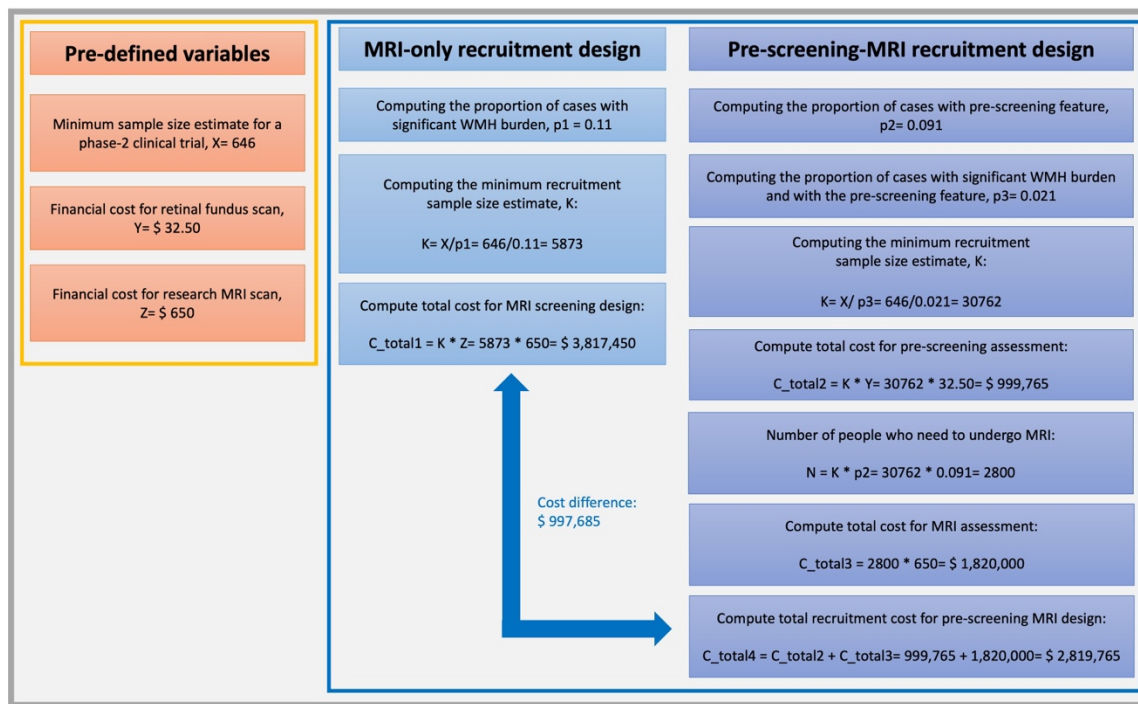 Pre-defined variables
Minimum sample size estimate for a
phase-2 clinical trial, X= 646
Financial cost for retinal fundus scan,
Y= $ 32.50
Financial cost for research MRI scan,
Z= $ 650
MRI-only recruitment design
Computing the proportion of cases with
significant WMH burden, p1 = 0.11
Computing the minimum recruitment
sample size estimate, K:
K= X/p1= 646/0.11= 5873
Compute total cost for MRI screening design:
C_total1 = K * Z= 5873 * 650= $ 3,817,450
Cost difference:
$ 997,685
Pre-screening-MRI recruitment design
Computing the proportion of cases with pre-screening feature,
p2= 0.091
Computing the proportion of cases with significant WMH burden
and with the pre-screening feature, p3= 0.021
Computing the minimum recruitment
sample size estimate, K:
K= X/ p3= 646/0.021= 30762
Compute total cost for pre-screening assessment:
C_total2 = K * Y= 30762 * 32.50= $ 999,765
Number of people who need to undergo MRI:
N = K * p2= 30762 * 0.091= 2800
Compute total cost for MRI assessment:
C_total3 = 2800 * 650= $ 1,820,000
Compute total recruitment cost for pre-screening MRI design:
C_total4 = C_total2 + C_total3= 999,765 + 1,820,000= $ 2,819,765